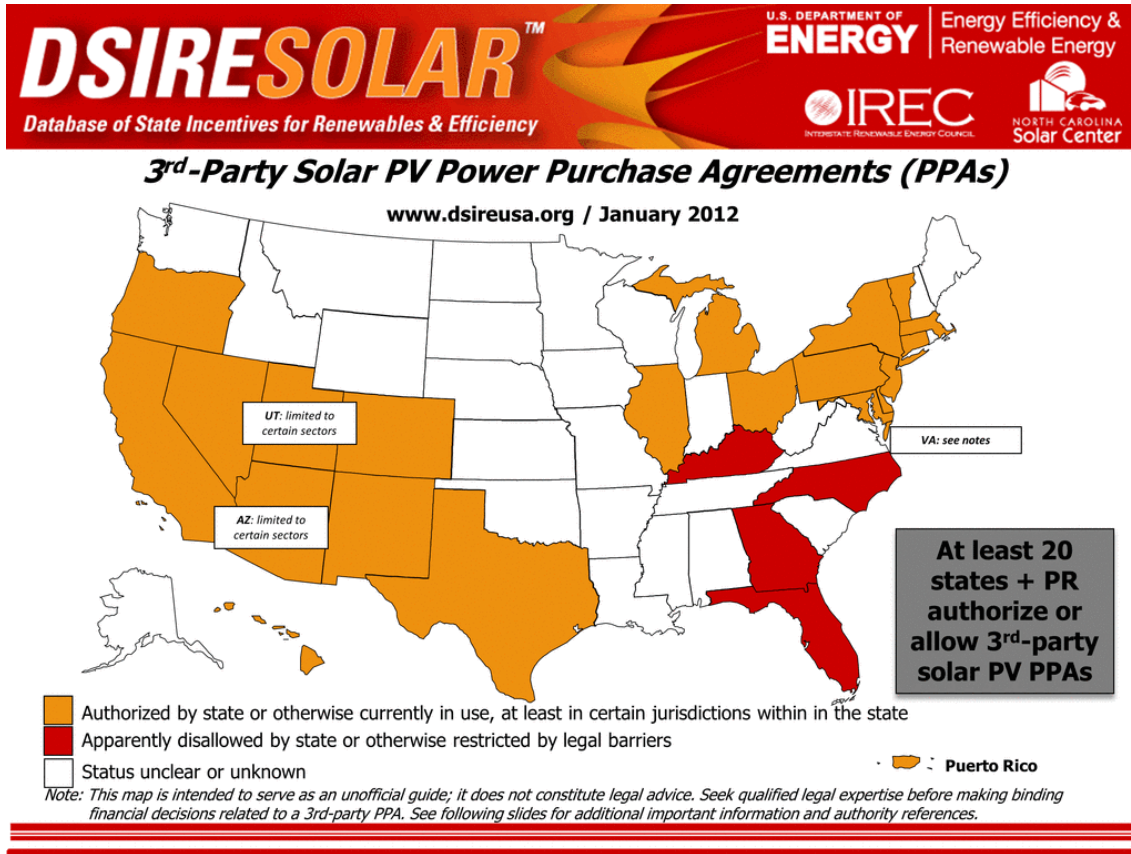 DSIRESOLAR™
Database of State Incentives for Renewables & Efficiency
U.S. DEPARTMENT OF
ENERGY
Energy Efficiency &
Renewable Energy
IREC
INTERSTATE RENEWABLE ENERGY COUNCIL
NORTH CAROLINA
Solar Center
3rd-Party Solar PV Power Purchase Agreements (PPAs)
www.dsireusa.org / January 2012
UT: limited to
certain sectors
VA: see notes
AZ: limited to
certain sectors
At least 20
states + PR
authorize or
allow 3rd-party
solar PV PPAs
Authorized by state or otherwise currently in use, at least in certain jurisdictions within in the state
Apparently disallowed by state or otherwise restricted by legal barriers
Status unclear or unknown
Puerto Rico
Note: This map is intended to serve as an unofficial guide; it does not constitute legal advice. Seek qualified legal expertise before making binding
financial decisions related to a 3rd-party PPA. See following slides for additional important information and authority references.